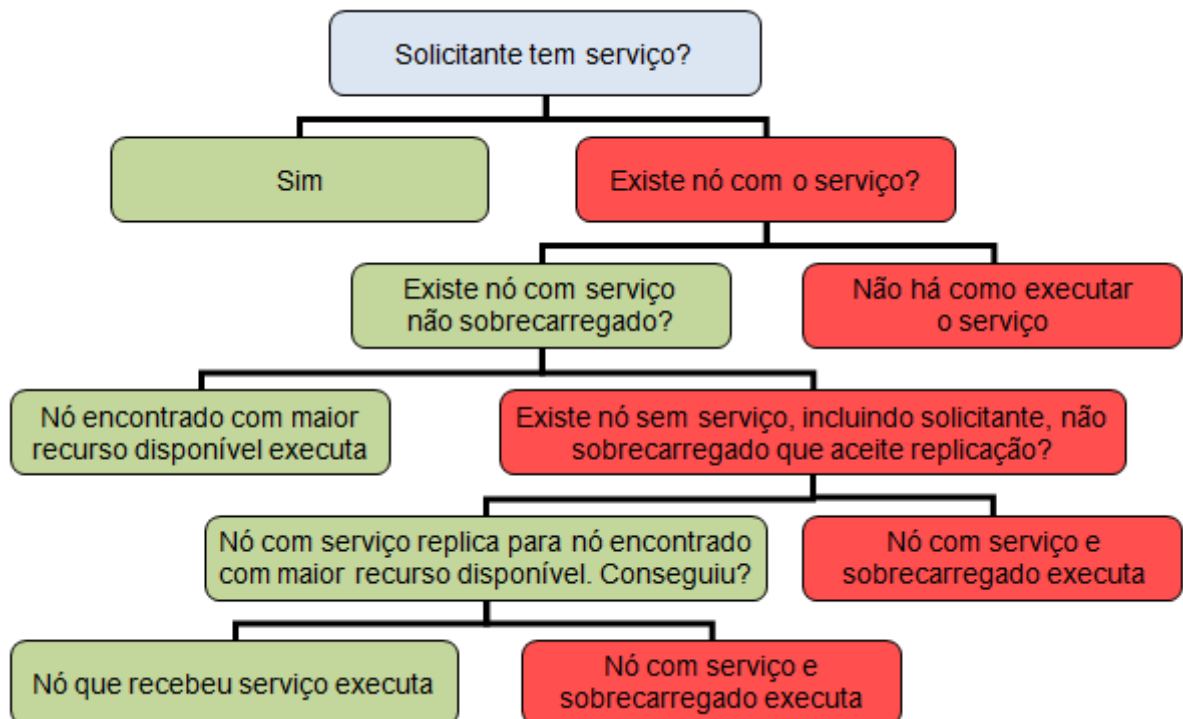 Solicitante tem serviço?
Sim
Existe nó com o serviço?
Existe nó com serviço
não sobrecarregado?
Não há como executar
o serviço
Nó encontrado com maior
recurso disponível executa
Existe nó sem serviço, incluindo solicitante, não
sobrecarregado que aceite replicação?
Nó com serviço replica para nó encontrado
com maior recurso disponível. Conseguiu?
Nó com serviço e
sobrecarregado executa
Nó que recebeu serviço executa
Nó com serviço e
sobrecarregado executa